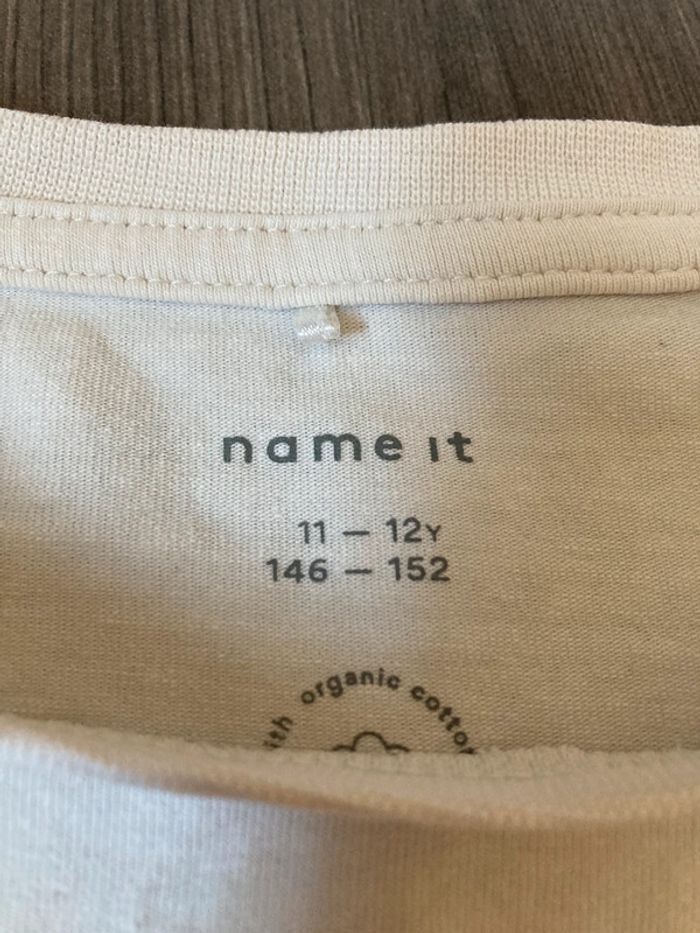 name it
11 – 12Y
146 – 152
organic cotton